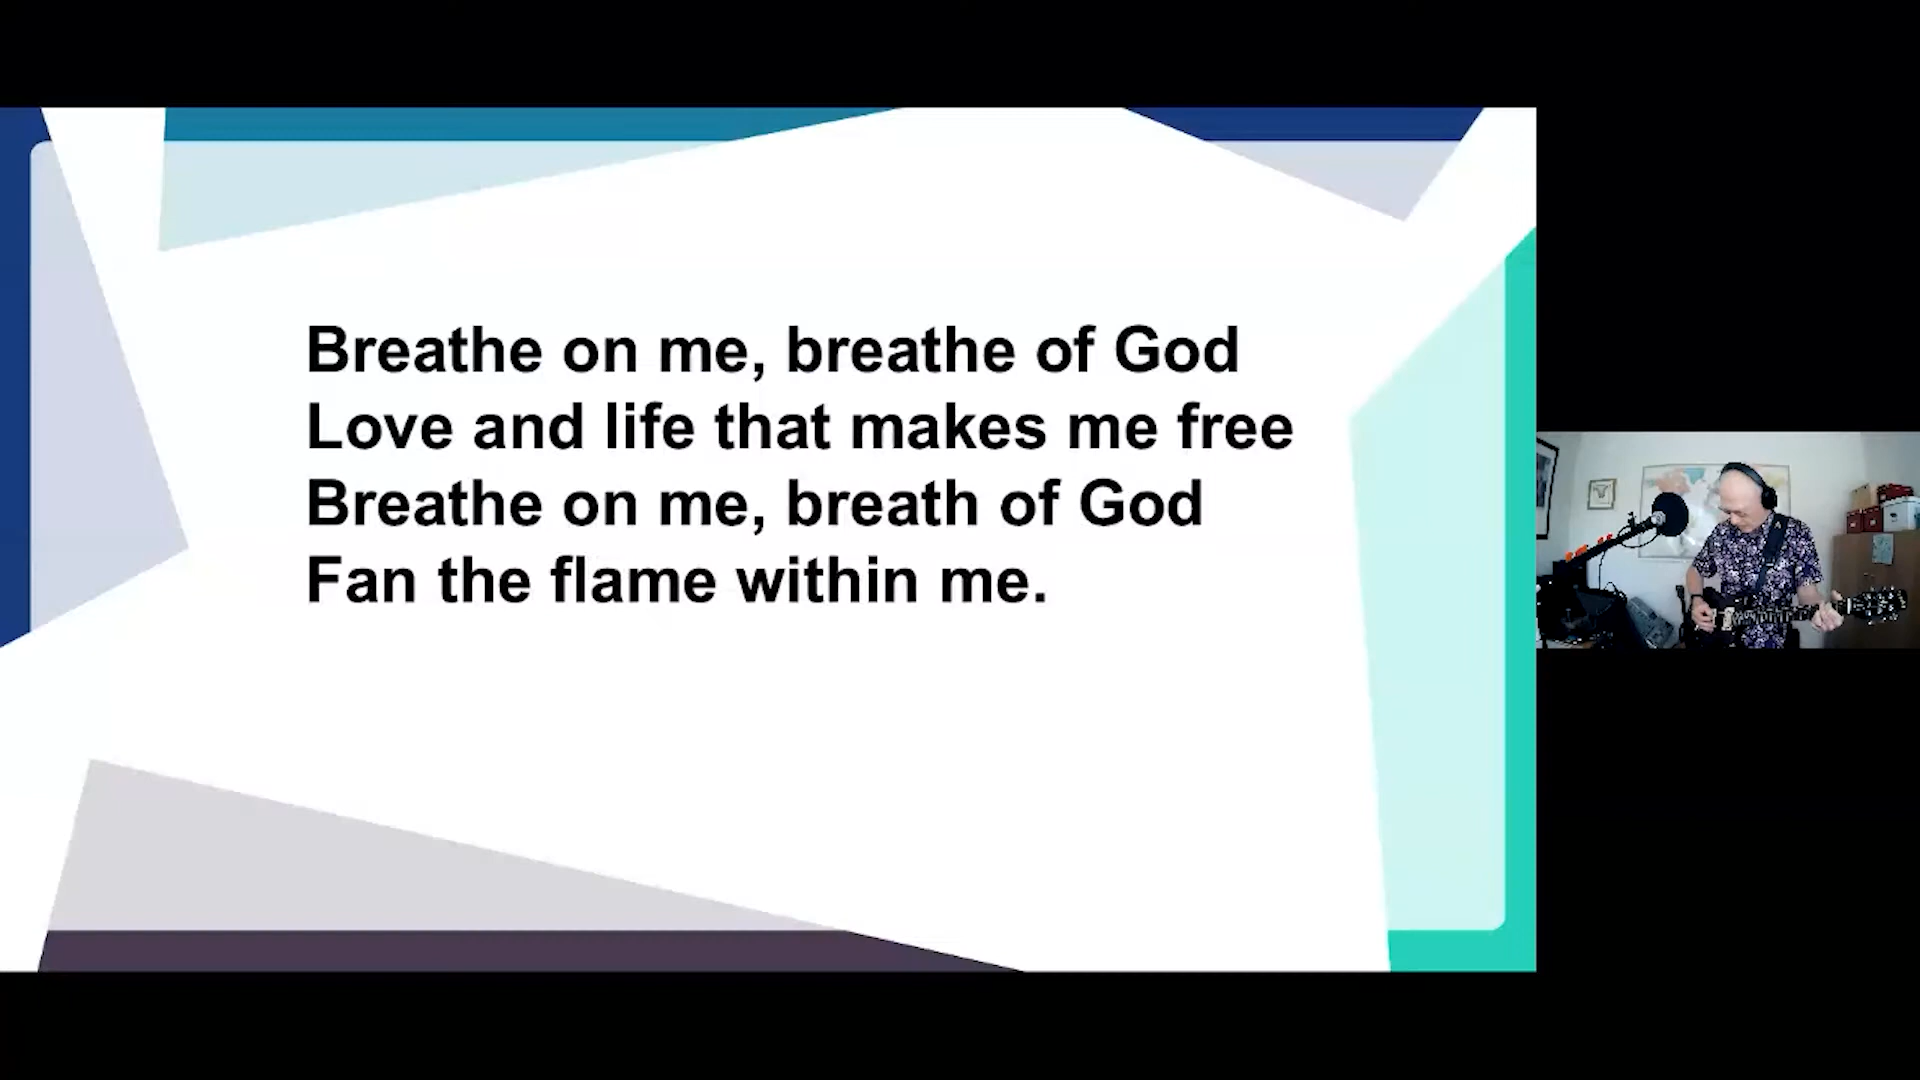 Breathe on me, breathe of God
Love and life that makes me free
Breathe on me, breath of God
Fan the flame within me.